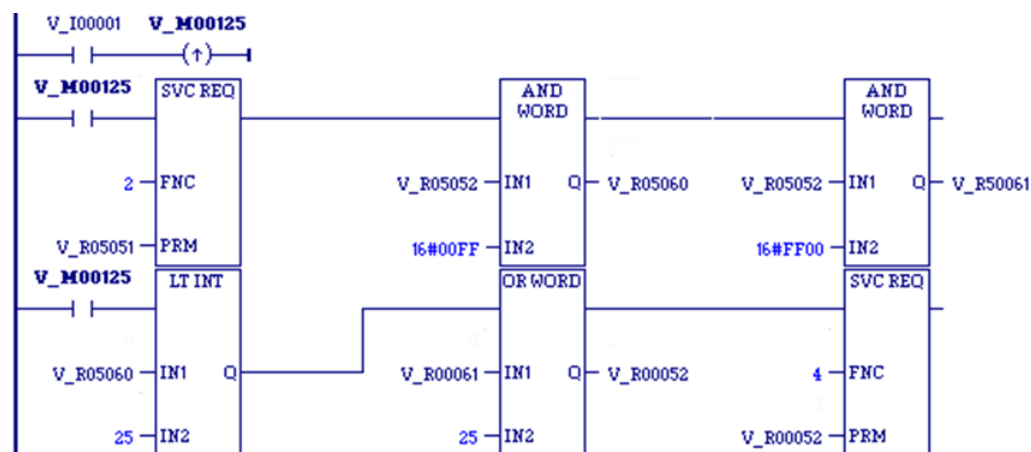 V_I00001 V_M00125
(↑)
V_M00125 SVC REQ AND WORD AND WORD
2 FNC V_R05052 IN1 Q V_R05060 V_R05052 IN1 Q V_R50061
V_R05051 PRM 16#00FF IN2 16#FF00 IN2
V_M00125 LT INT OR WORD SVC REQ
V_R05060 IN1 Q V_R00061 IN1 Q V_R00052 4 FNC
25 IN2 25 IN2 V_R00052 PRM